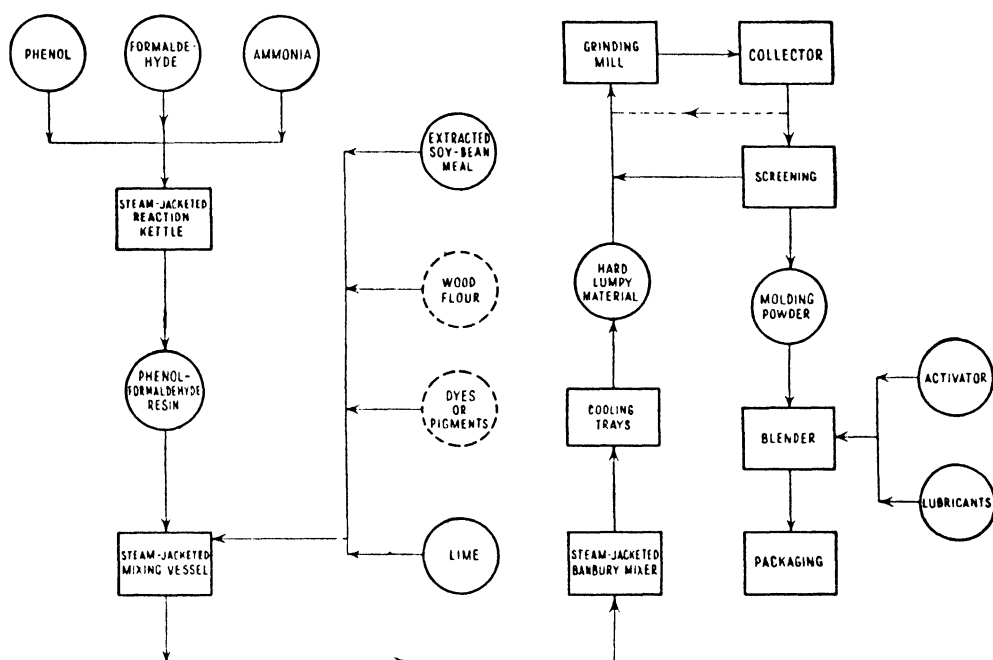 PHENOL
FORMALDE-
HYDE
AMMONIA
STEAM-JACKETED
REACTION
KETTLE
PHENOL-
FORMALDEHYDE
RESIN
STEAM-JACKETED
MIXING VESSEL
EXTRACTED
SOY-BEAN
MEAL
WOOD
FLOUR
DYES
OR
PIGMENTS
LIME
GRINDING
MILL
COLLECTOR
SCREENING
HARD
LUMPY
MATERIAL
MOLDING
POWDER
COOLING
TRAYS
BLENDER
ACTIVATOR
LUBRICANTS
STEAM-JACKETED
BANBURY MIXER
PACKAGING